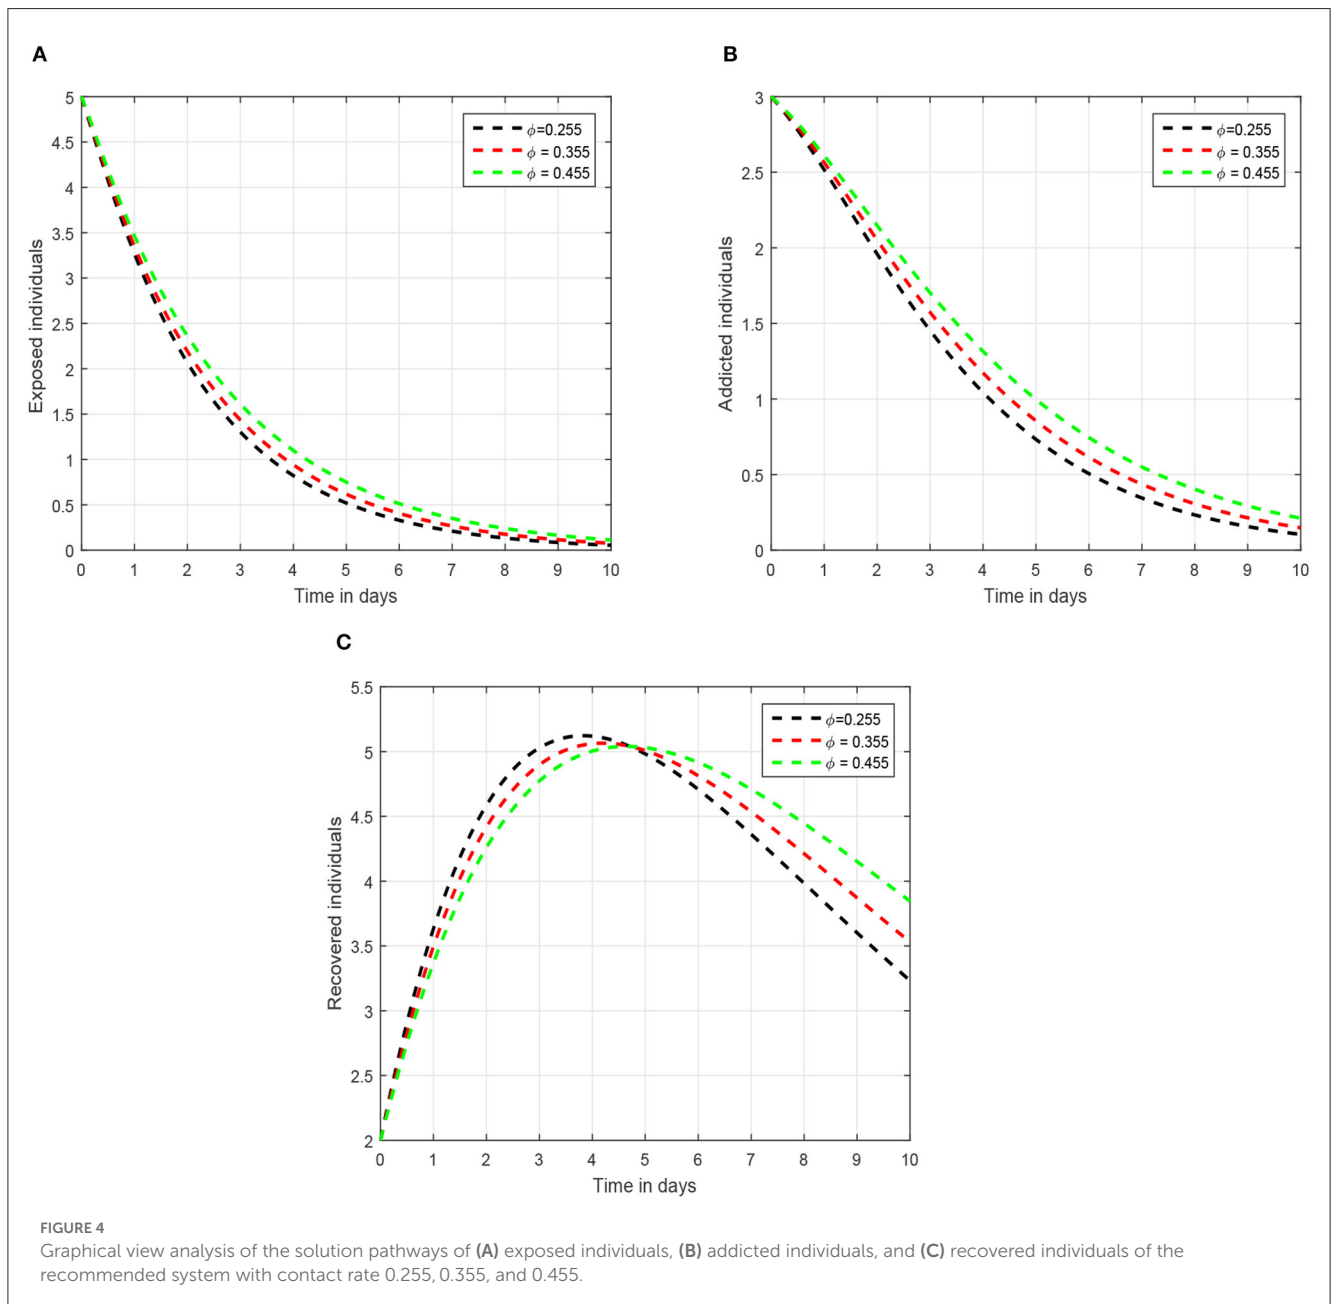 A
Exposed individuals
5
4.5
4
3.5
3
2.5
2
1.5
1
0.5
0
0 1 2 3 4 5 6 7 8 9 10
Time in days
ϕ=0.255
ϕ = 0.355
ϕ = 0.455
B
Addicted individuals
3
2.5
2
1.5
1
0.5
0
0 1 2 3 4 5 6 7 8 9 10
Time in days
ϕ=0.255
ϕ = 0.355
ϕ = 0.455
C
Recovered individuals
5.5
5
4.5
4
3.5
3
2.5
2
0 1 2 3 4 5 6 7 8 9 10
Time in days
ϕ=0.255
ϕ = 0.355
ϕ = 0.455
FIGURE 4
Graphical view analysis of the solution pathways of (A) exposed individuals, (B) addicted individuals, and (C) recovered individuals of the
recommended system with contact rate 0.255, 0.355, and 0.455.